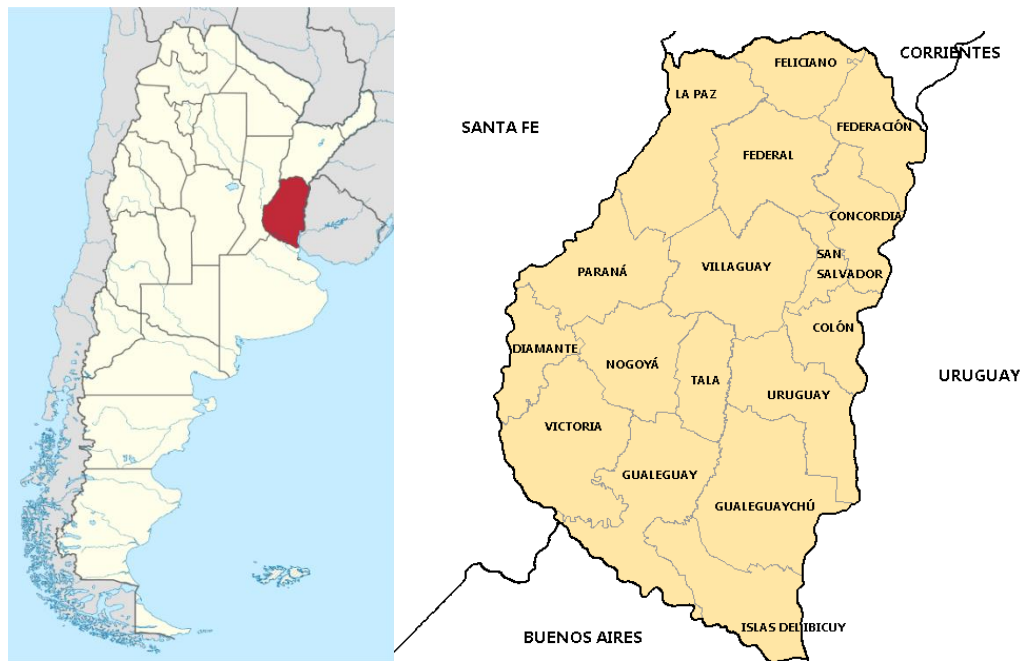 CORRIENTES
FELICIANO
LA PAZ
SANTA FE
FEDERACIÓN
FEDERAL
CONCORDIA
SAN
SALVADOR
PARANÁ
VILLAGUAY
COLÓN
DIAMANTE
NOGOYÁ
TALA
URUGUAY
URUGUAY
VICTORIA
GUALEGUAY
GUALEGUAYCHÚ
ISLAS DEL IBICUY
BUENOS AIRES